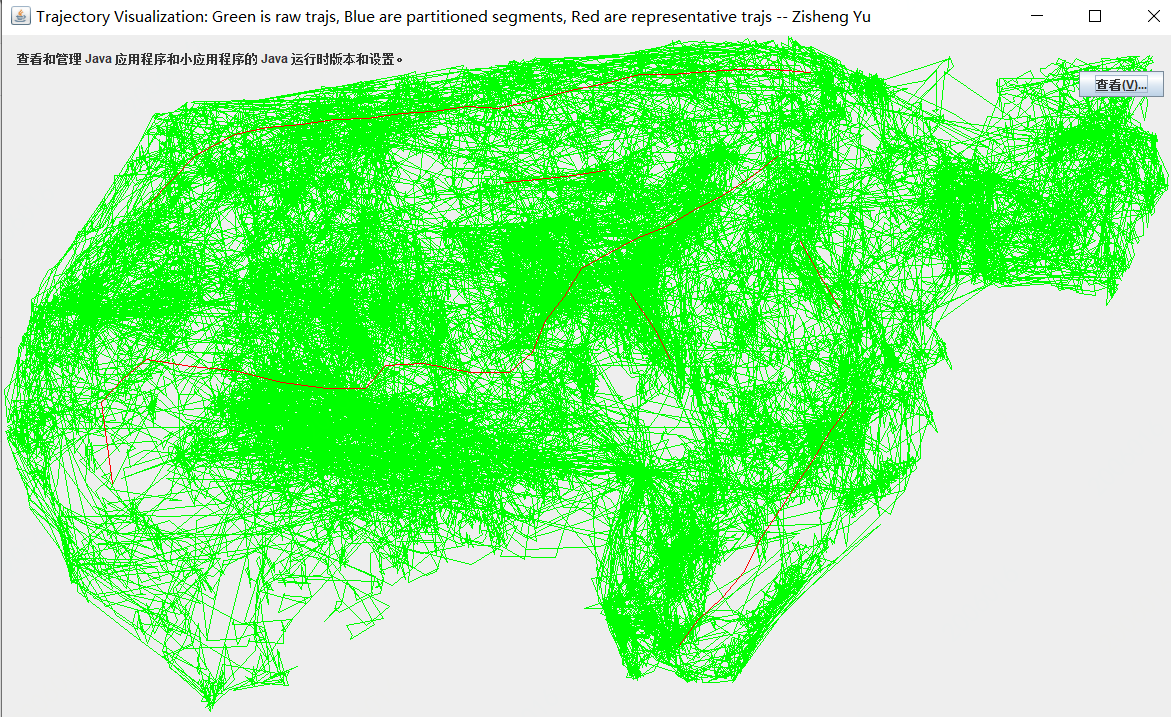 Trajectory Visualization: Green is raw trajs, Blue are partitioned segments, Red are representative trajs -- Zisheng Yu
查看和管理 Java 应用程序和小应用程序的 Java 运行时版本和设置。
查看(V)...